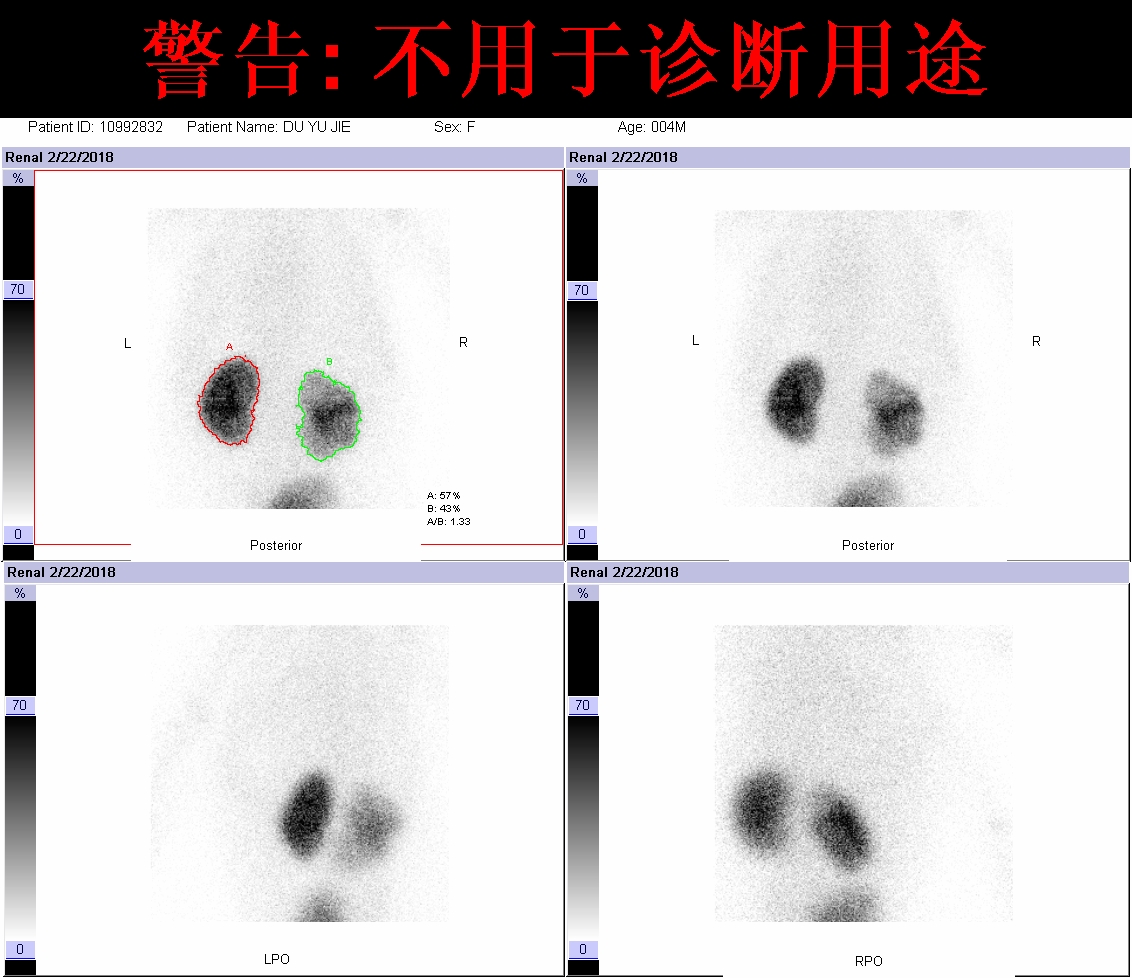 警告: 不用于诊断用途
Patient ID: 10992832 Patient Name: DU YU JIE Sex: F Age: 004M
Renal 2/22/2018
%
70
0
L
R
A
B
A: 57%
B: 43%
A/B: 1.33
Posterior
Renal 2/22/2018
%
70
0
L
R
Posterior
Renal 2/22/2018
%
70
0
LPO
Renal 2/22/2018
%
70
0
RPO